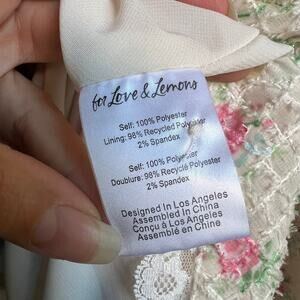 for Love & Lemons
Self: 100% Polyester
Lining: 98% Recycled Polyester
2% Spandex
Self: 100% Polyester
Doublure: 98% Recyclé Polyester
2% Spandex
Designed In Los Angeles
Assembled In China
Conçu à Los Angeles
Assemblé en Chine